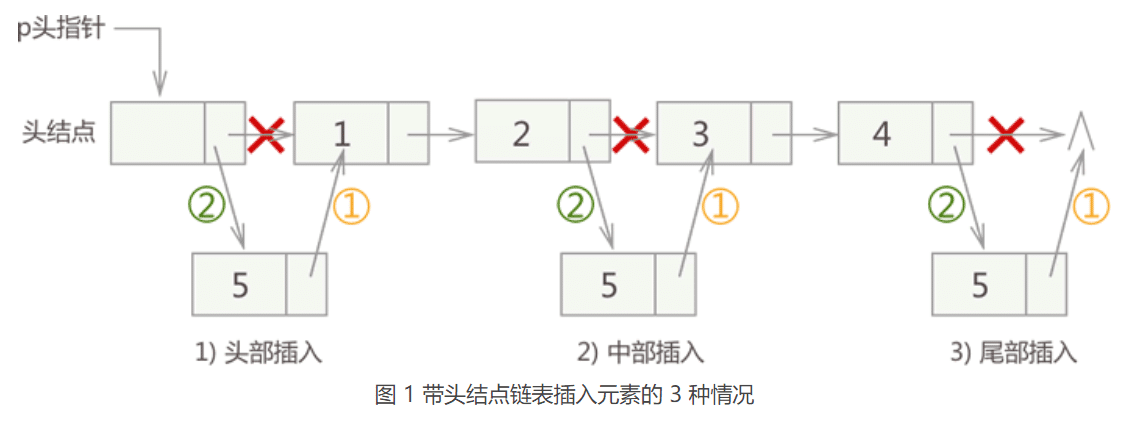 p头指针
头结点
1
2
3
4
∧
②
①
②
①
②
①
5
5
5
1) 头部插入
2) 中部插入
3) 尾部插入
图 1 带头结点链表插入元素的 3 种情况